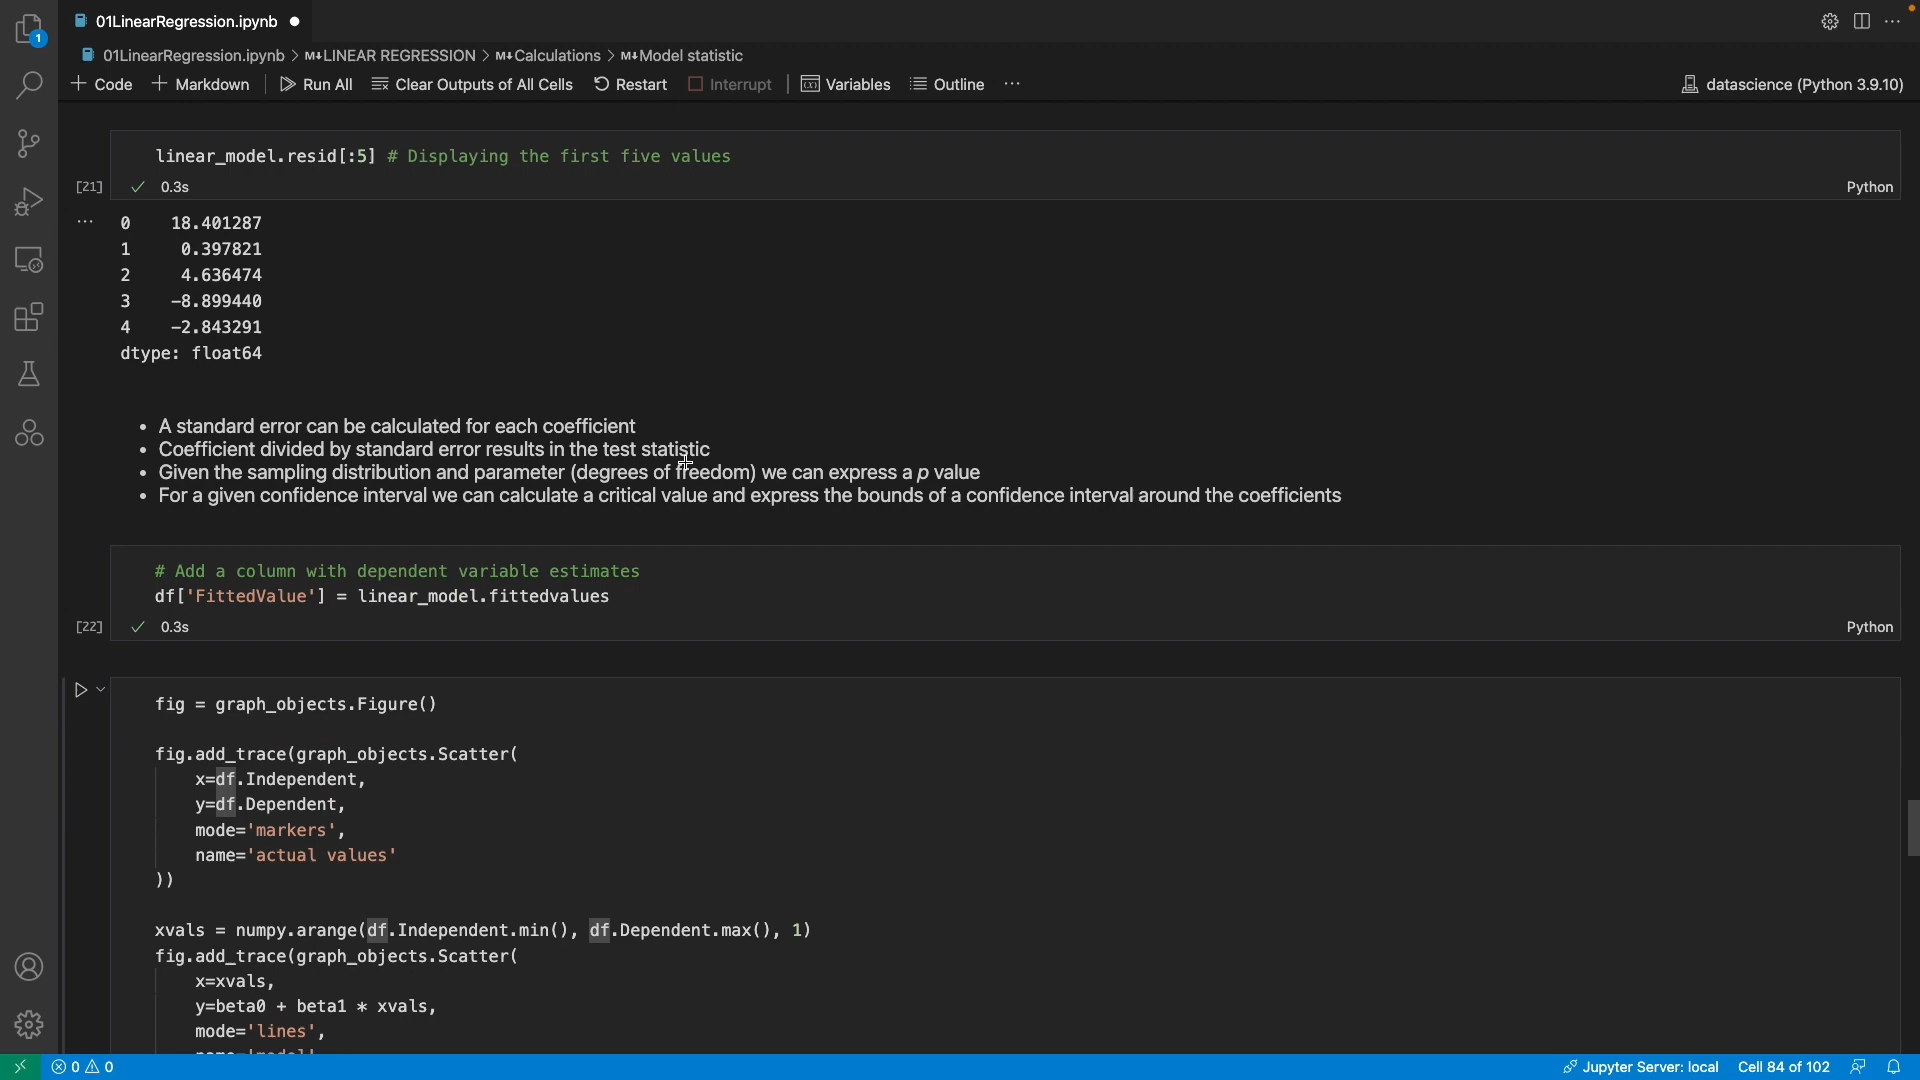 01LinearRegression.ipynb
01LinearRegression.ipynb > M↓LINEAR REGRESSION > M↓Calculations > M↓Model statistic
+ Code + Markdown Run All Clear Outputs of All Cells Restart Interrupt Variables Outline ··· datascience (Python 3.9.10)
1
linear_model.resid[:5] # Displaying the first five values
[21] ✓ 0.3s Python
0 18.401287
1 0.397821
2 4.636474
3 -8.899440
4 -2.843291
dtype: float64
• A standard error can be calculated for each coefficient
• Coefficient divided by standard error results in the test statistic
• Given the sampling distribution and parameter (degrees of freedom) we can express a p value
• For a given confidence interval we can calculate a critical value and express the bounds of a confidence interval around the coefficients
# Add a column with dependent variable estimates
df['FittedValue'] = linear_model.fittedvalues
[22] ✓ 0.3s Python
fig = graph_objects.Figure()
fig.add_trace(graph_objects.Scatter(
x=df.Independent,
y=df.Dependent,
mode='markers',
name='actual values'
))
xvals = numpy.arange(df.Independent.min(), df.Dependent.max(), 1)
fig.add_trace(graph_objects.Scatter(
x=xvals,
y=beta0 + beta1 * xvals,
mode='lines',
0 0 Jupyter Server: local Cell 84 of 102